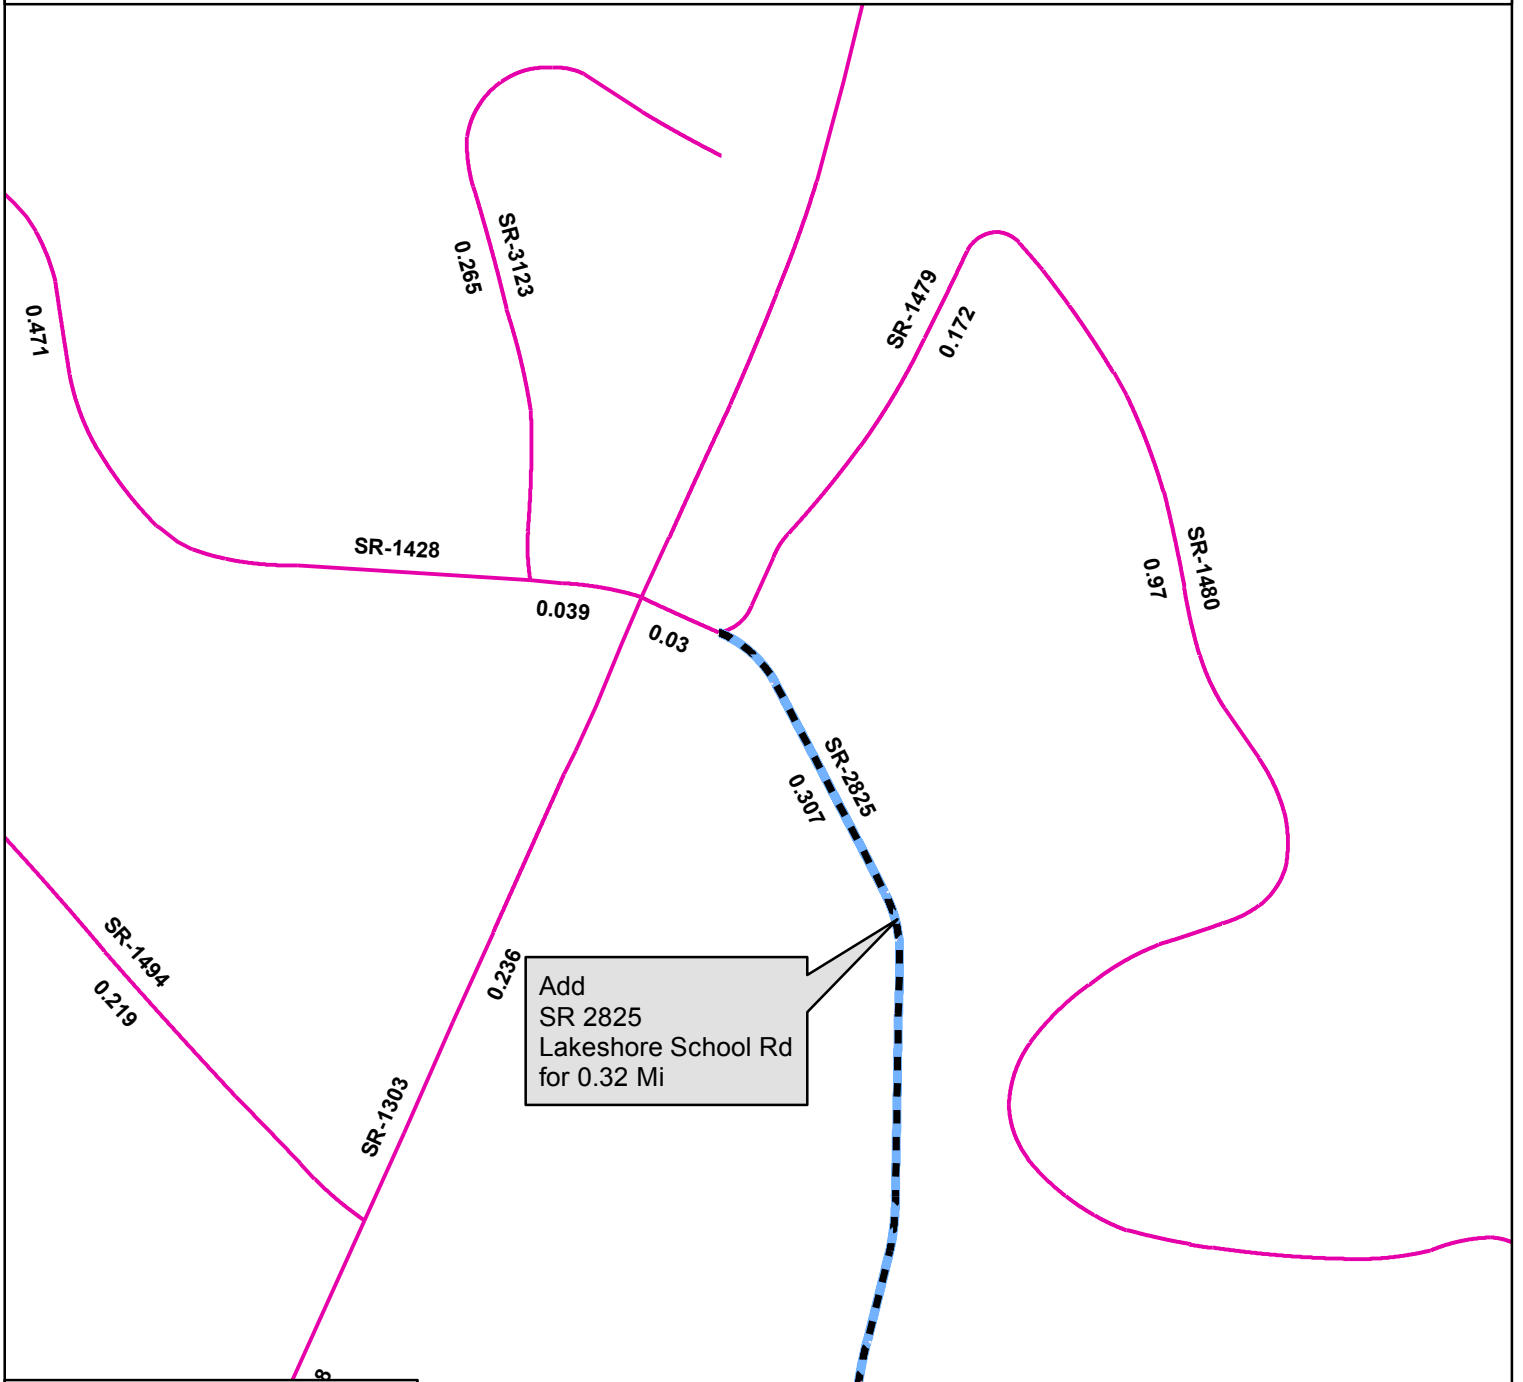 SR-3123
0.265
SR-1479
0.172
0.471
SR-1428
0.039
0.03
SR-1480
0.97
SR-2825
0.307
SR-1494
0.219
0.236
SR-1303
Add
SR 2825
Lakeshore School Rd
for 0.32 Mi